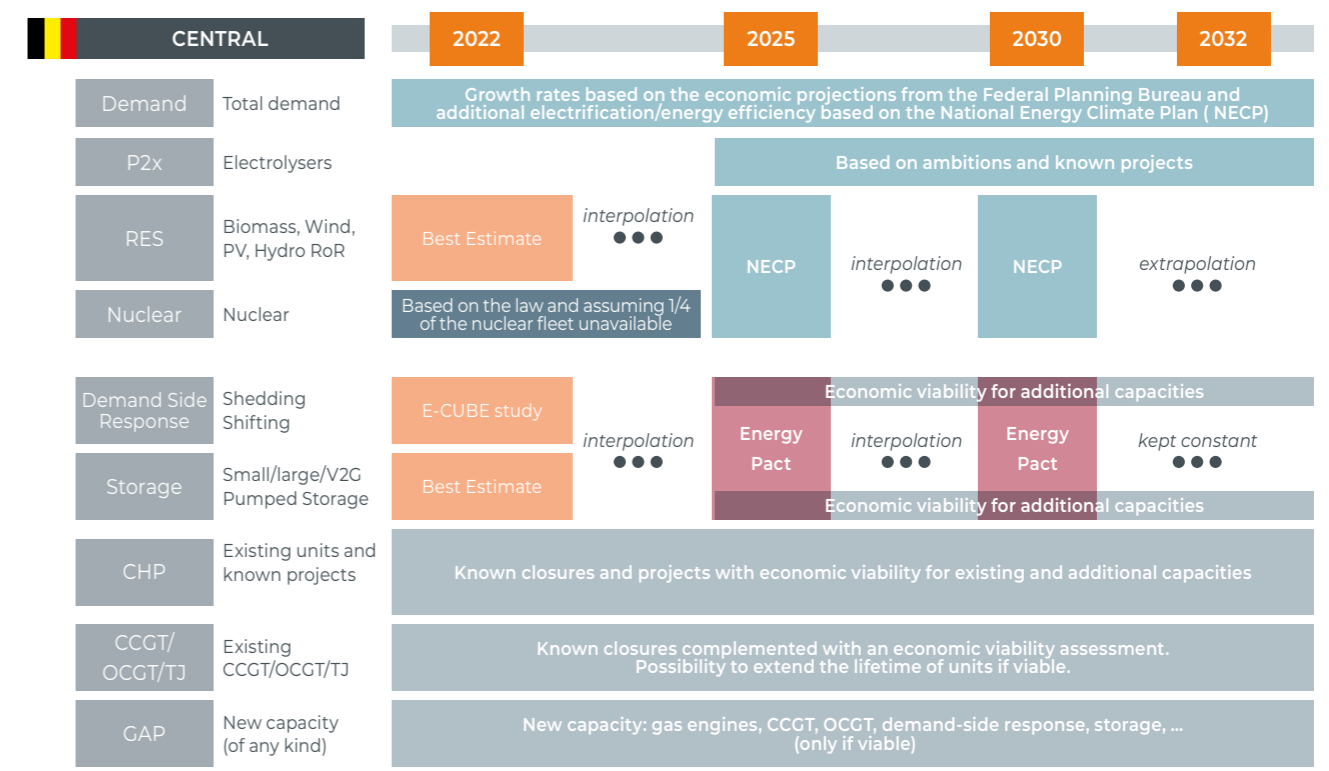 CENTRAL
2022
2025
2030
2032
Demand
Total demand
Growth rates based on the economic projections from the Federal Planning Bureau and
additional electrification/energy efficiency based on the National Energy Climate Plan ( NECP)
P2x
Electrolysers
Based on ambitions and known projects
RES
Biomass, Wind,
PV, Hydro RoR
Best Estimate
interpolation
NECP
interpolation
NECP
extrapolation
Nuclear
Nuclear
Based on the law and assuming 1/4
of the nuclear fleet unavailable
Demand Side
Response
Shedding
Shifting
E-CUBE study
interpolation
Economic viability for additional capacities
Energy
Pact
interpolation
Energy
Pact
kept constant
Storage
Small/large/V2G
Pumped Storage
Best Estimate
Economic viability for additional capacities
CHP
Existing units and
known projects
Known closures and projects with economic viability for existing and additional capacities
CCGT/
OCGT/TJ
Existing
CCGT/OCGT/TJ
Known closures complemented with an economic viability assessment.
Possibility to extend the lifetime of units if viable.
GAP
New capacity
(of any kind)
New capacity: gas engines, CCGT, OCGT, demand-side response, storage, ...
(only if viable)